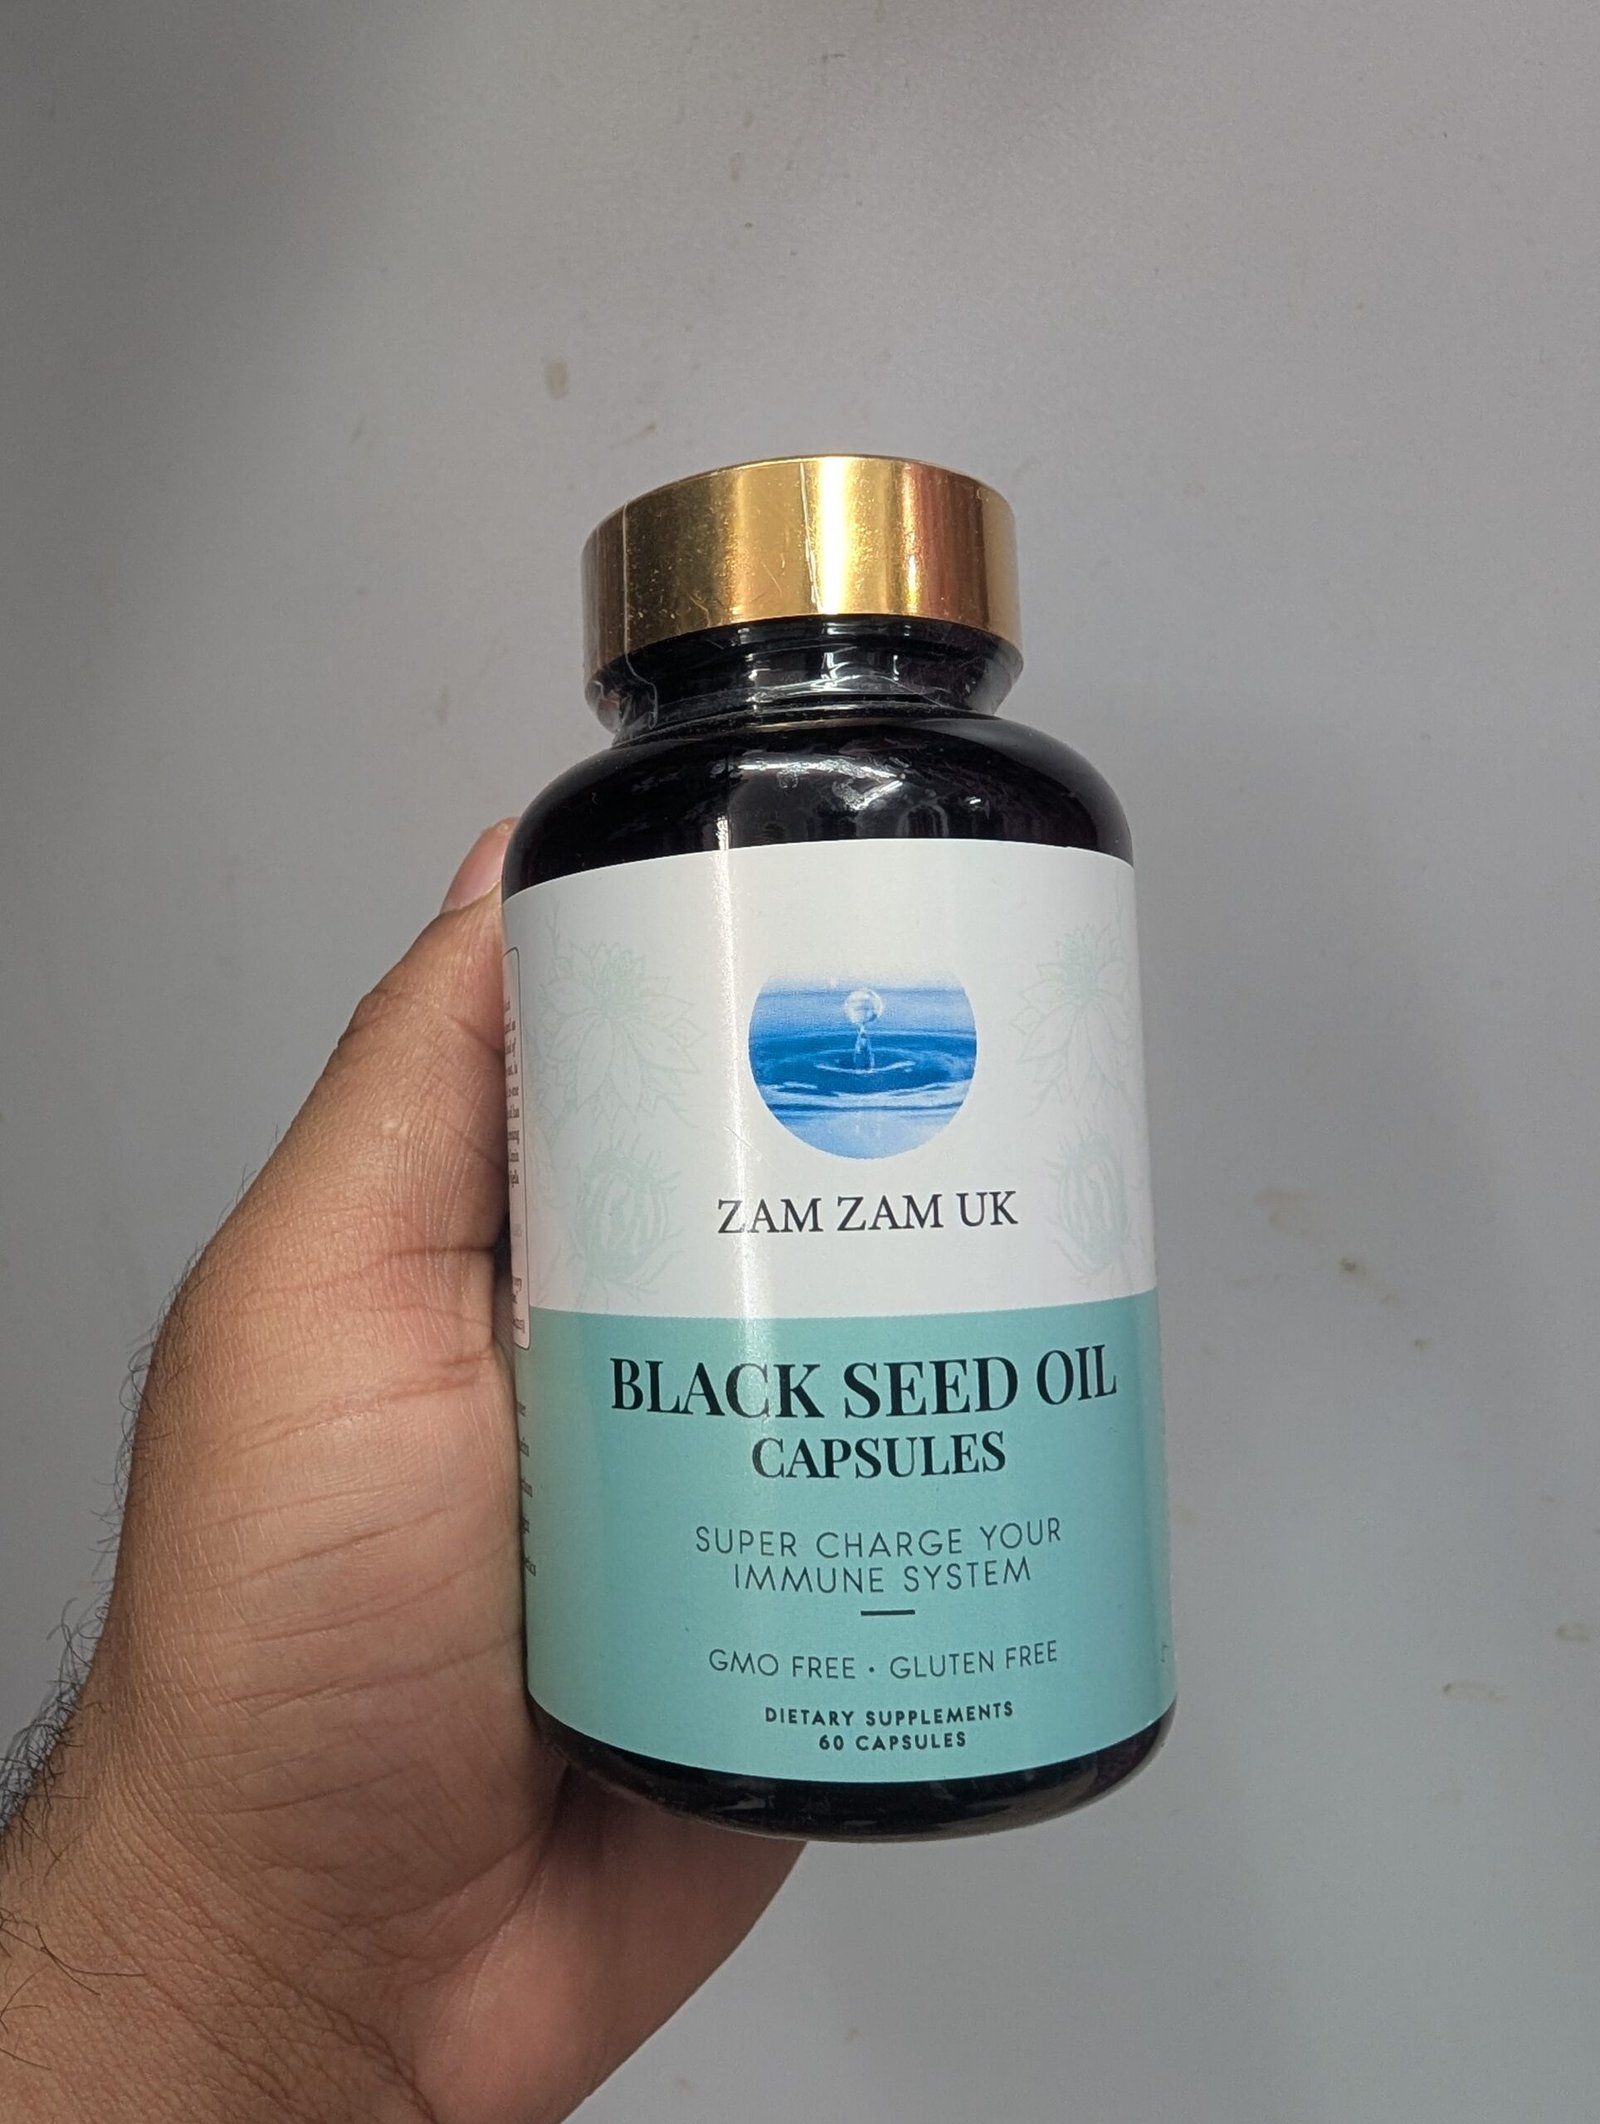 ZAM ZAM UK
BLACK SEED OIL
CAPSULES
SUPER CHARGE YOUR
IMMUNE SYSTEM
GMO FREE • GLUTEN FREE
DIETARY SUPPLEMENTS
60 CAPSULES